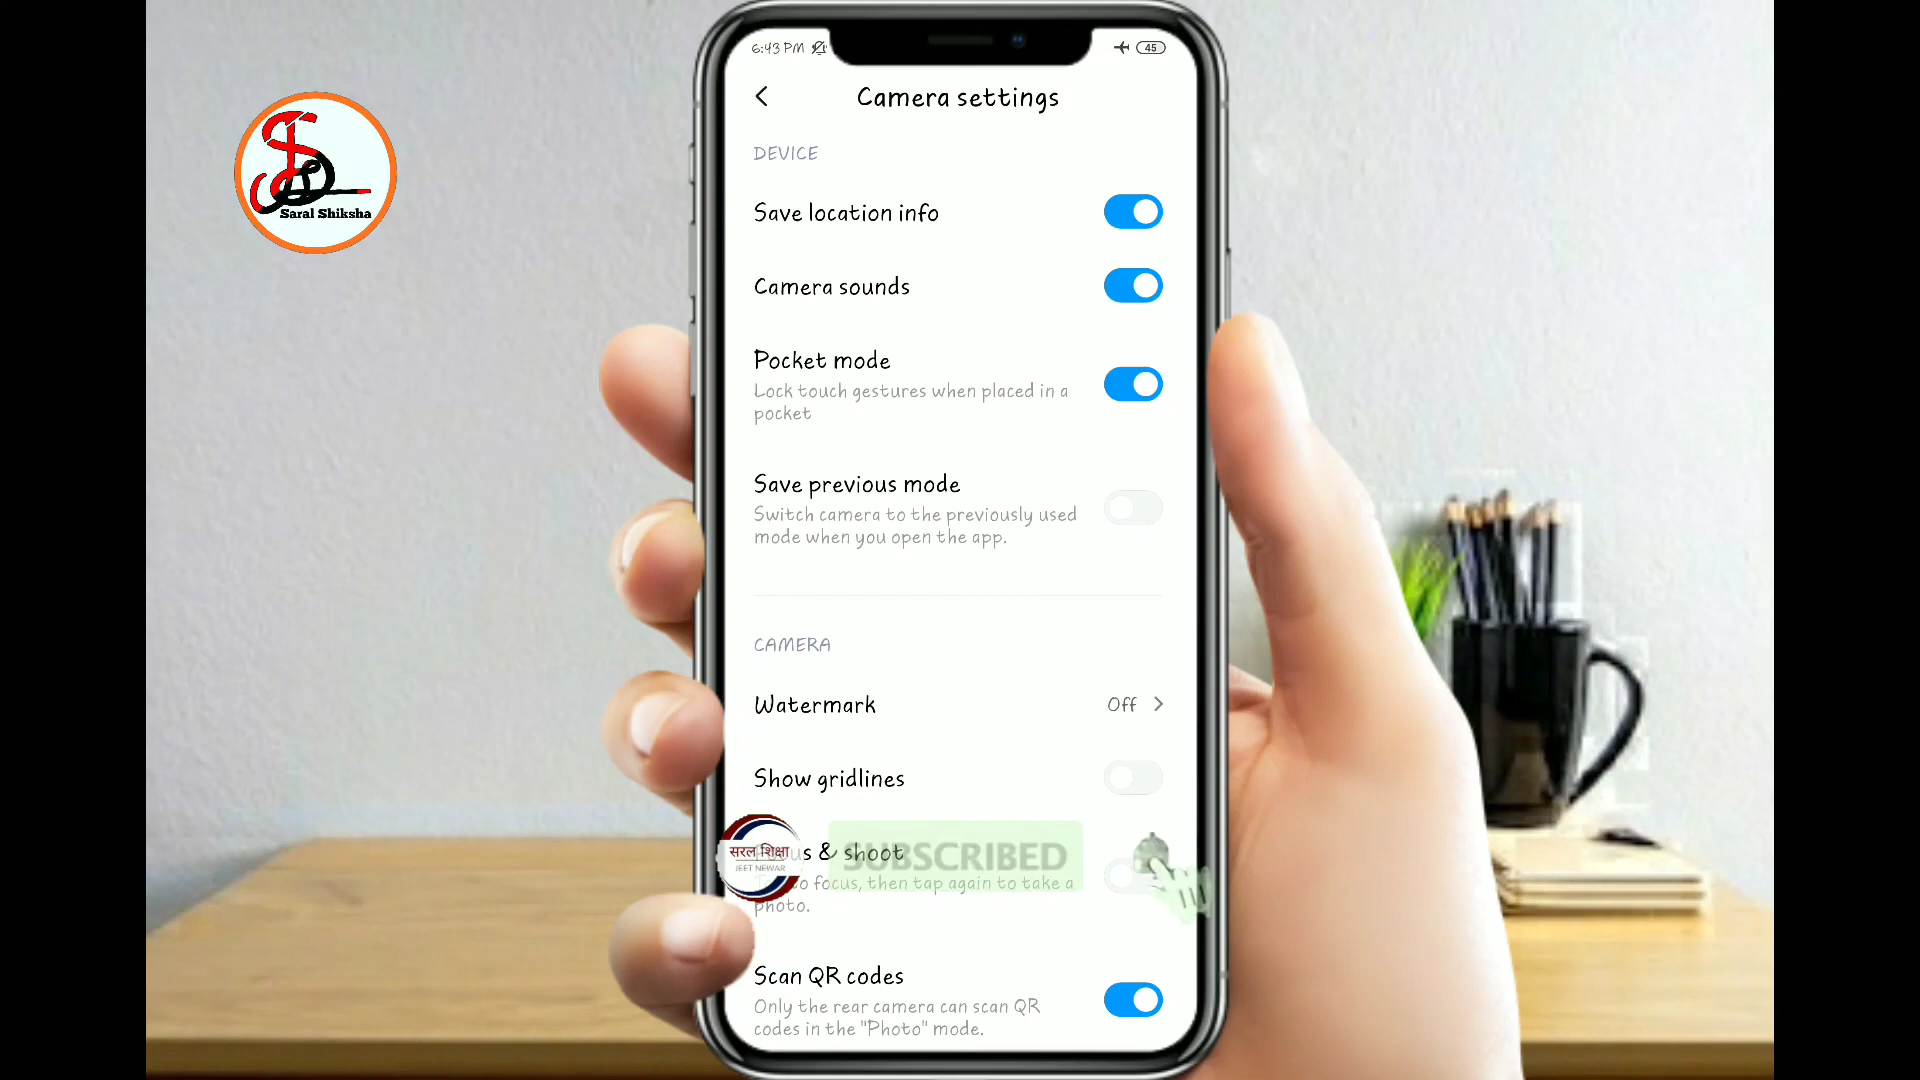 Saral Shiksha
6:43 PM
45
Camera settings
DEVICE
Save location info
Camera sounds
Pocket mode
Lock touch gestures when placed in a
pocket
Save previous mode
Switch camera to the previously used
mode when you open the app.
CAMERA
Watermark
Off
Show gridlines
सरल शिक्षा
JEET NEWAR
& shoot
SUBSCRIBED
focus, then tap again to take a
photo.
Scan QR codes
Only the rear camera can scan QR
codes in the "Photo" mode.